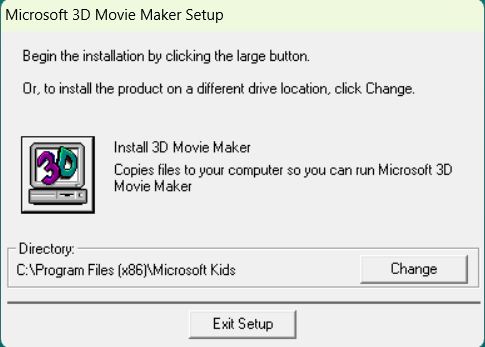 Microsoft 3D Movie Maker Setup
Begin the installation by clicking the large button.
Or, to install the product on a different drive location, click Change.
3D
Install 3D Movie Maker
Copies files to your computer so you can run Microsoft 3D
Movie Maker
Directory:
C:\Program Files (x86)\Microsoft Kids
Change
Exit Setup